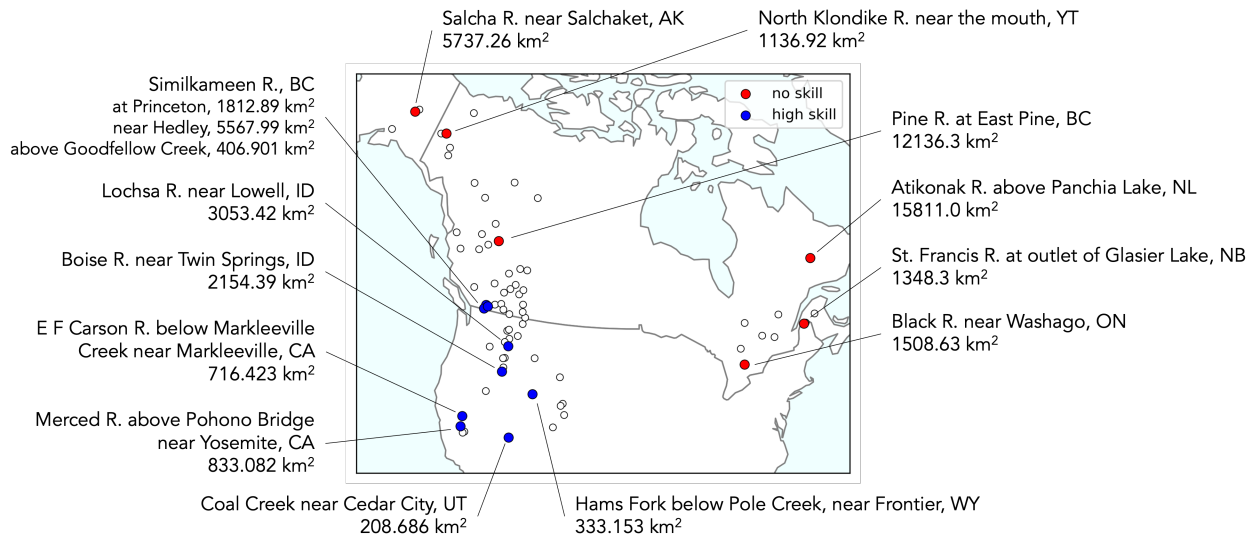 Salcha R. near Salchaket, AK
5737.26 km²
North Klondike R. near the mouth, YT
1136.92 km²
Similkameen R., BC
at Princeton, 1812.89 km²
near Hedley, 5567.99 km²
above Goodfellow Creek, 406.901 km²
no skill
high skill
Pine R. at East Pine, BC
12136.3 km²
Lochsa R. near Lowell, ID
3053.42 km²
Atikonak R. above Panchia Lake, NL
15811.0 km²
Boise R. near Twin Springs, ID
2154.39 km²
St. Francis R. at outlet of Glasier Lake, NB
1348.3 km²
E F Carson R. below Markleeville
Creek near Markleeville, CA
716.423 km²
Black R. near Washago, ON
1508.63 km²
Merced R. above Pohono Bridge
near Yosemite, CA
833.082 km²
Coal Creek near Cedar City, UT
208.686 km²
Hams Fork below Pole Creek, near Frontier, WY
333.153 km²